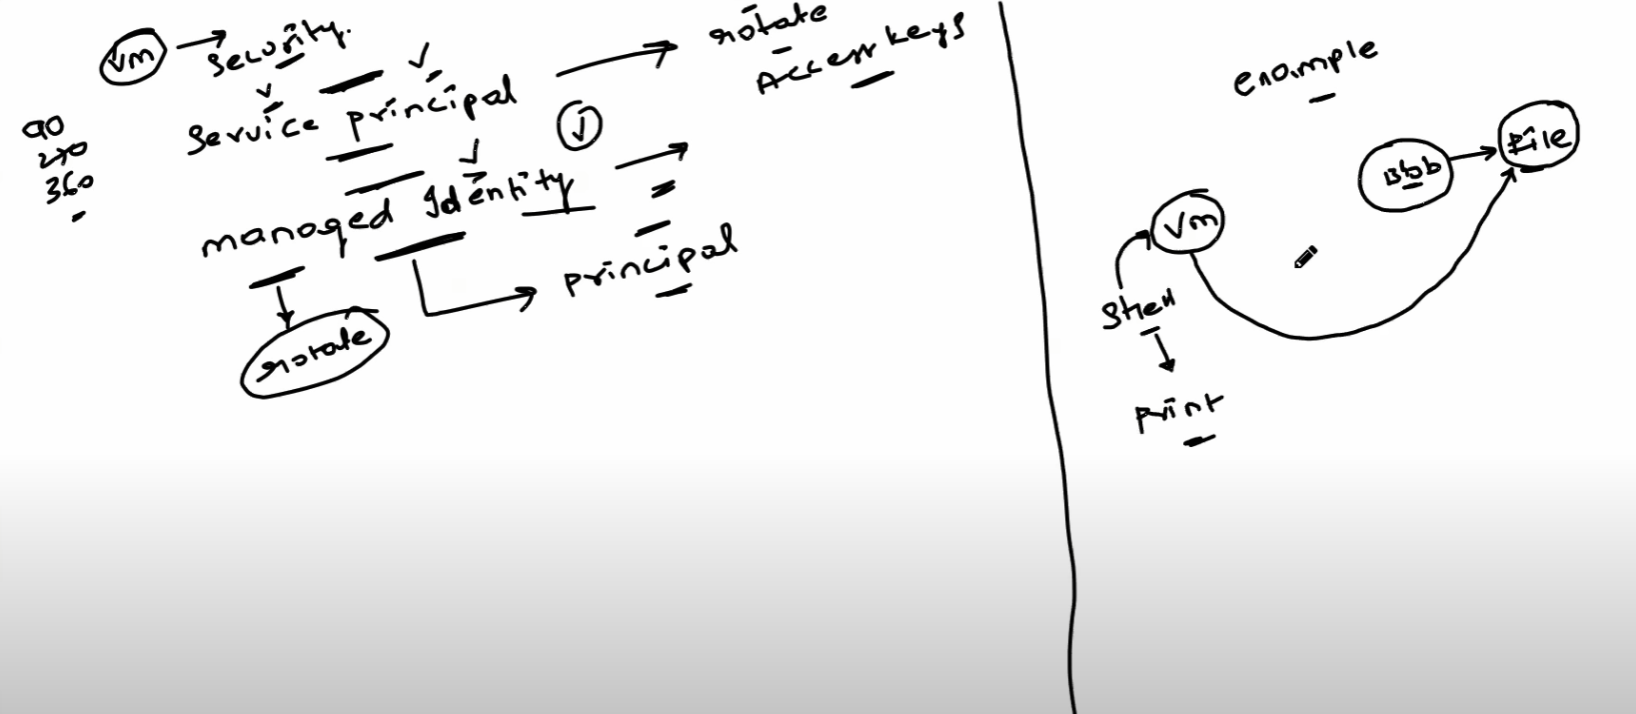 Vm → Security.
Service principal → rotate
Access keys
90
270
360
managed Identity →
principal
rotate
example
Blob → File
Vm
Shell
print